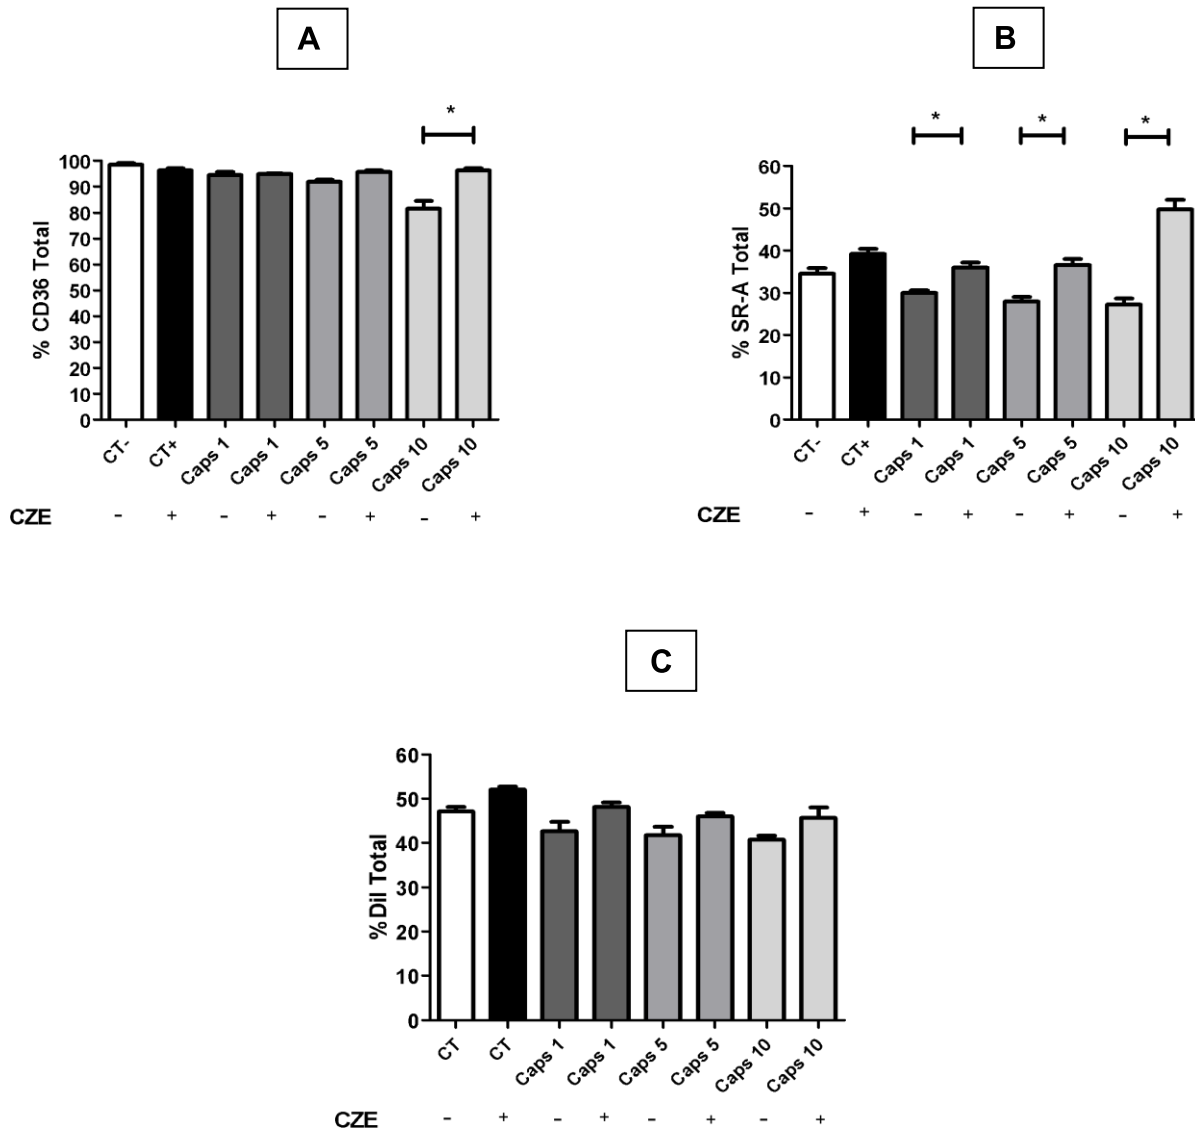 A
*
% CD36 Total
100
90
80
70
60
50
40
30
20
10
0
CT-
CT+
Caps 1
Caps 1
Caps 5
Caps 5
Caps 10
Caps 10
CZE - + - + - + - +
B
* * *
% SR-A Total
60
50
40
30
20
10
0
CT-
CT+
Caps 1
Caps 1
Caps 5
Caps 5
Caps 10
Caps 10
CZE - + - + - + - +
C
%Dil Total
60
50
40
30
20
10
0
CT
CT
Caps 1
Caps 1
Caps 5
Caps 5
Caps 10
Caps 10
CZE - + - + - + - +